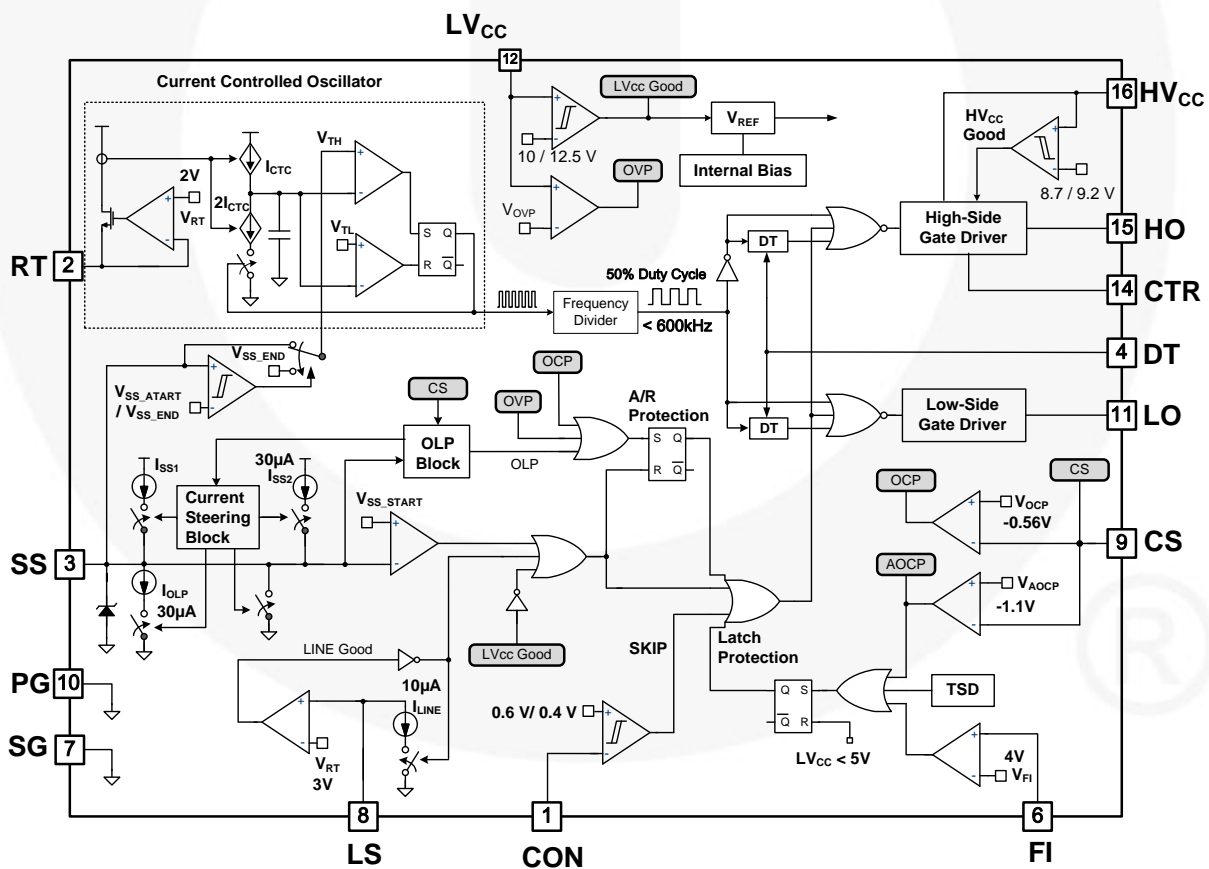 LVCC
12
Current Controlled Oscillator
LVcc Good
16
HVCC
HVCC
Good
VTH
VREF
10 / 12.5 V
ICTC
Internal Bias
OVP
8.7 / 9.2 V
2V
VRT
2ICTC
VOVP
High-Side
Gate Driver
15
HO
VTL
S Q
R Q
DT
RT
2
50% Duty Cycle
14
CTR
Frequency
Divider
< 600kHz
VSS_END
4
DT
OCP
CS
A/R
Protection
VSS_ATART
/ VSS_END
OVP
Low-Side
Gate Driver
11
LO
DT
OLP
Block
S Q
R Q
OLP
ISS1
30µA
ISS2
OCP
CS
Current
Steering
Block
VSS_START
VOCP
-0.56V
SS
3
9
CS
AOCP
IOLP
30µA
VAOCP
-1.1V
LINE Good
LVcc Good
SKIP
Latch
Protection
PG
10
10µA
ILINE
Q S
Q R
TSD
0.6 V/ 0.4 V
SG
7
VRT
3V
LVCC < 5V
4V
VFI
8
1
6
LS
CON
FI
®